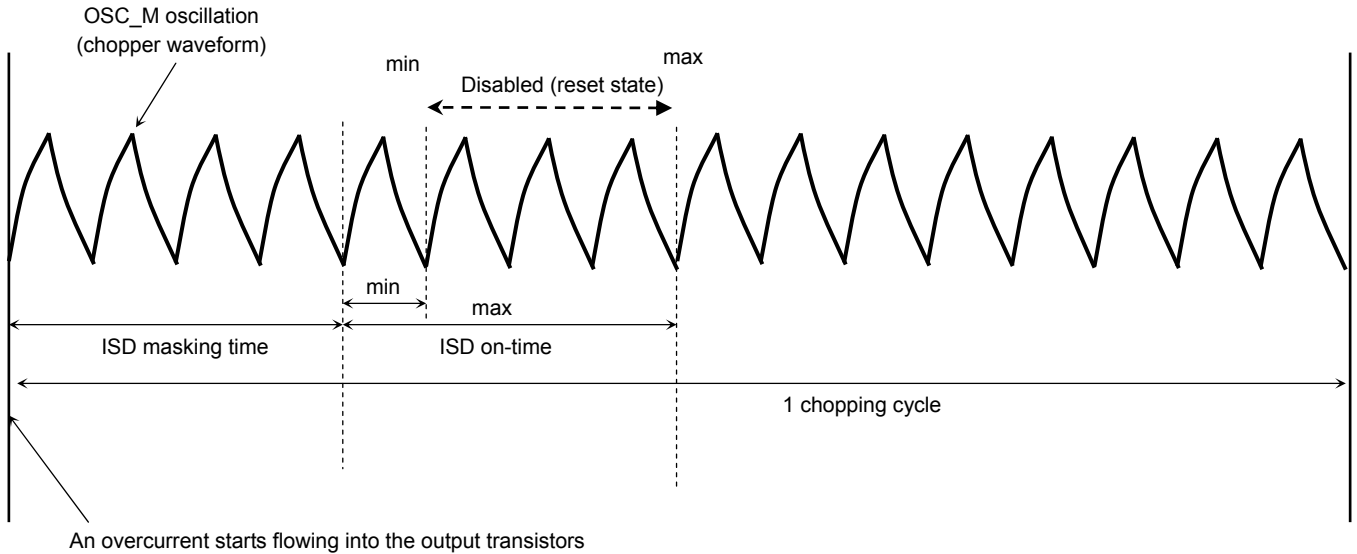 OSC_M oscillation
(chopper waveform)
min
max
Disabled (reset state)
min
max
ISD masking time
ISD on-time
1 chopping cycle
An overcurrent starts flowing into the output transistors